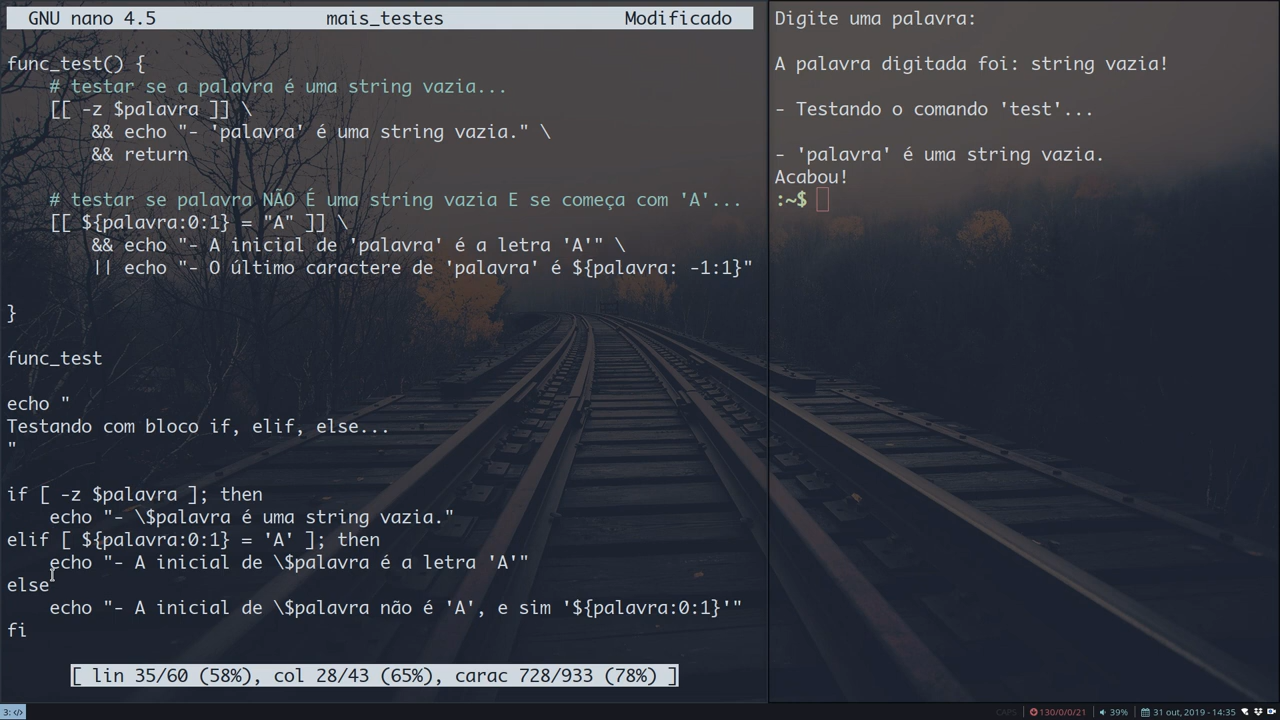 GNU nano 4.5 mais_testes Modificado
func_test() {
    # testar se a palavra é uma string vazia...
    [[ -z $palavra ]] \
        && echo "- 'palavra' é uma string vazia." \
        && return
    # testar se palavra NÃO É uma string vazia E se começa com 'A'...
    [[ ${palavra:0:1} = "A" ]] \
        && echo "- A inicial de 'palavra' é a letra 'A'" \
        || echo "- O último caractere de 'palavra' é ${palavra: -1:1}"
}
func_test
echo "
Testando com bloco if, elif, else...
"
if [ -z $palavra ]; then
    echo "- \$palavra é uma string vazia."
elif [ ${palavra:0:1} = 'A' ]; then
    echo "- A inicial de \$palavra é a letra 'A'"
else
    echo "- A inicial de \$palavra não é 'A', e sim '${palavra:0:1}'"
fi
[ lin 35/60 (58%), col 28/43 (65%), carac 728/933 (78%) ]
Digite uma palavra:
A palavra digitada foi: string vazia!
- Testando o comando 'test'...
- 'palavra' é uma string vazia.
Acabou!
:~$
3: </> CAPS 130/0/0/21 39% 31 out, 2019 - 14:35